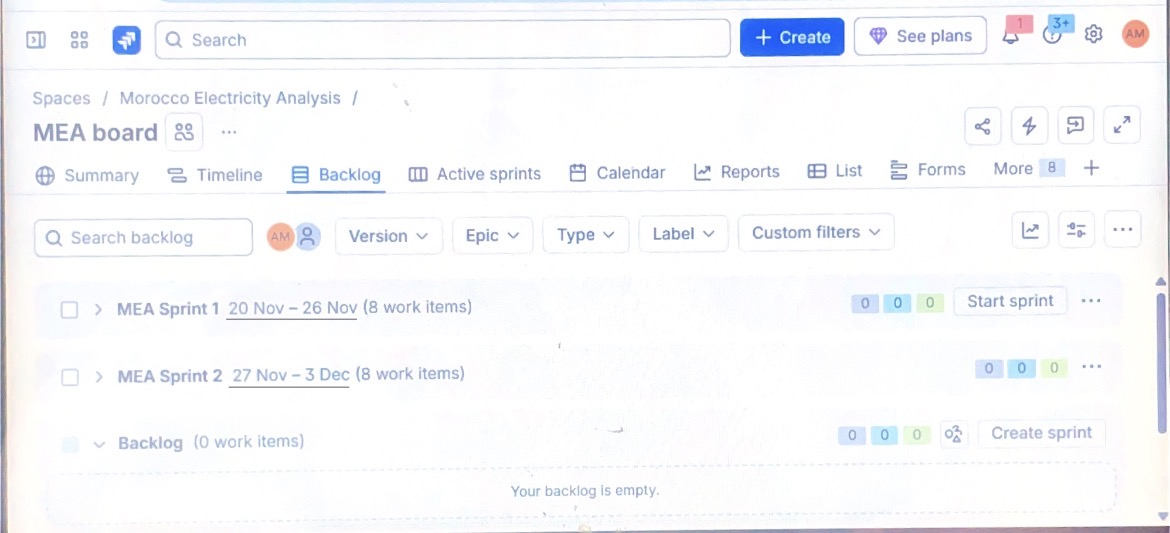 Search + Create See plans 1 3+ AM
Spaces / Morocco Electricity Analysis /
MEA board ...
Summary Timeline Backlog Active sprints Calendar Reports List Forms More 8 +
Search backlog AM Version Epic Type Label Custom filters ...
MEA Sprint 1 20 Nov – 26 Nov (8 work items) 0 0 0 Start sprint ...
MEA Sprint 2 27 Nov – 3 Dec (8 work items) 0 0 0 ...
Backlog (0 work items) 0 0 0 Create sprint
Your backlog is empty.